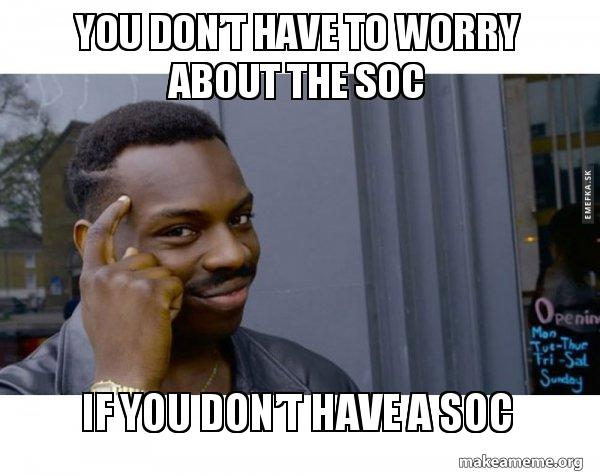 YOU DON'T HAVE TO WORRY
ABOUT THE SOC
EMEFKA.SK
Openin
Mon
Tue-Thur
Fri-Sat
Sunday
IF YOU DON'T HAVE A SOC
makeameme.org